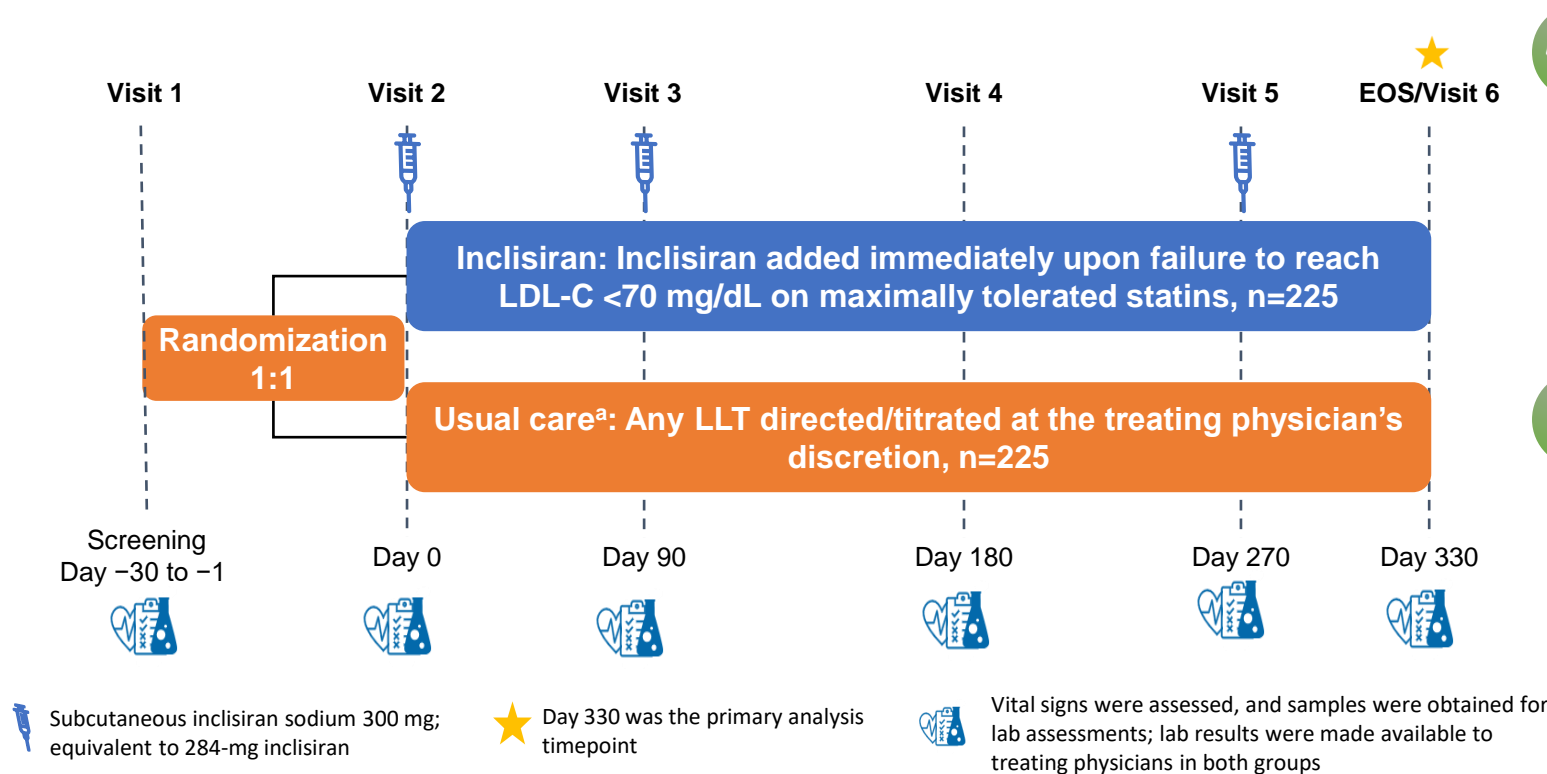 Visit 1
Visit 2
Visit 3
Visit 4
Visit 5
EOS/Visit 6
Inclisiran: Inclisiran added immediately upon failure to reach
LDL-C <70 mg/dL on maximally tolerated statins, n=225
Randomization
1:1
Usual careᵃ: Any LLT directed/titrated at the treating physician’s
discretion, n=225
Screening
Day −30 to −1
Day 0
Day 90
Day 180
Day 270
Day 330
Subcutaneous inclisiran sodium 300 mg;
equivalent to 284-mg inclisiran
Day 330 was the primary analysis
timepoint
Vital signs were assessed, and samples were obtained for
lab assessments; lab results were made available to
treating physicians in both groups